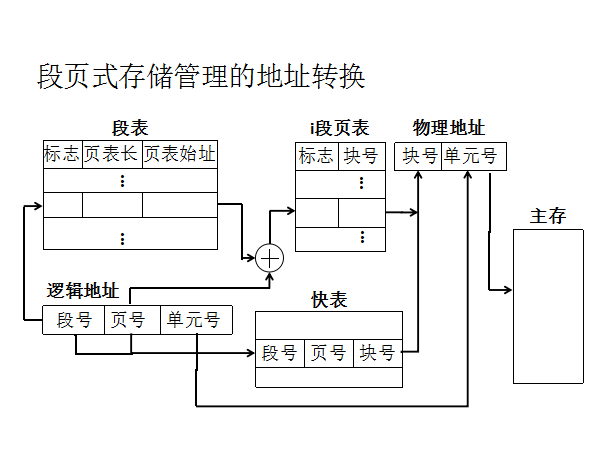 段页式存储管理的地址转换
段表
i段页表
物理地址
标志 页表长 页表始址
标志 块号
块号 单元号
主存
逻辑地址
快表
段号 页号 单元号
段号 页号 块号